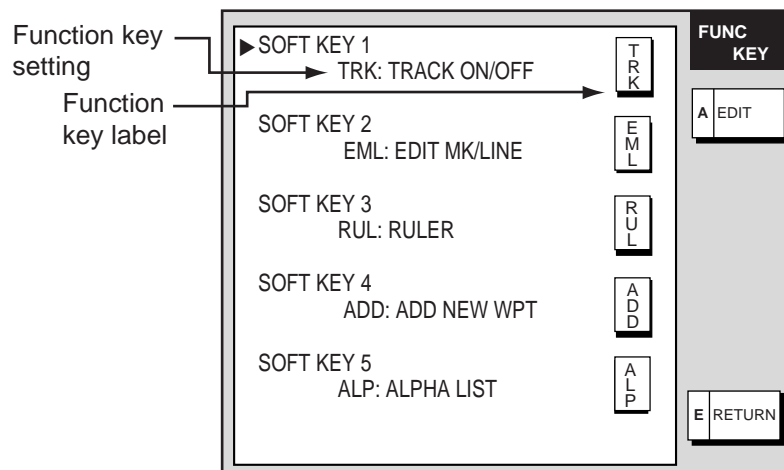 Function key
setting
Function
key label
SOFT KEY 1
TRK: TRACK ON/OFF
TRK
SOFT KEY 2
EML: EDIT MK/LINE
EML
SOFT KEY 3
RUL: RULER
RUL
SOFT KEY 4
ADD: ADD NEW WPT
ADD
SOFT KEY 5
ALP: ALPHA LIST
ALP
FUNC
KEY
A EDIT
E RETURN